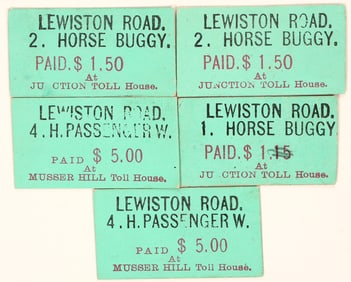 LEWISTON ROAD.
2. HORSE BUGGY.
PAID. $ 1.50
At
JU CTION TOLL House.
LEWISTON ROAD.
2. HORSE BUGGY.
PAID. $ 1.50
At
JUNCTION TOLL House.
LEWISTON ROAD.
4. H. PASSENGER W.
PAID $ 5.00
At
MUSSER HILL Toll House.
LEWISTON ROAD.
1. HORSE BUGGY
PAID. $ 1.15
At
JU CTION TOLL House.
LEWISTON ROAD.
4. H. PASSENGER W.
PAID $ 5.00
At
MUSSER HILL Toll House.